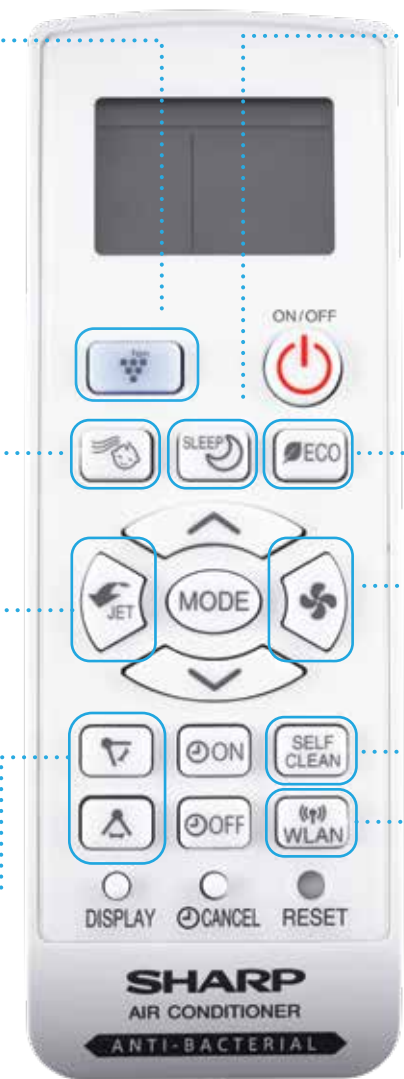 ON/OFF
Ion
SLEEP
ECO
JET
MODE
ON
SELF
CLEAN
OFF
WLAN
DISPLAY
CANCEL
RESET
SHARP
AIR CONDITIONER
ANTI-BACTERIAL